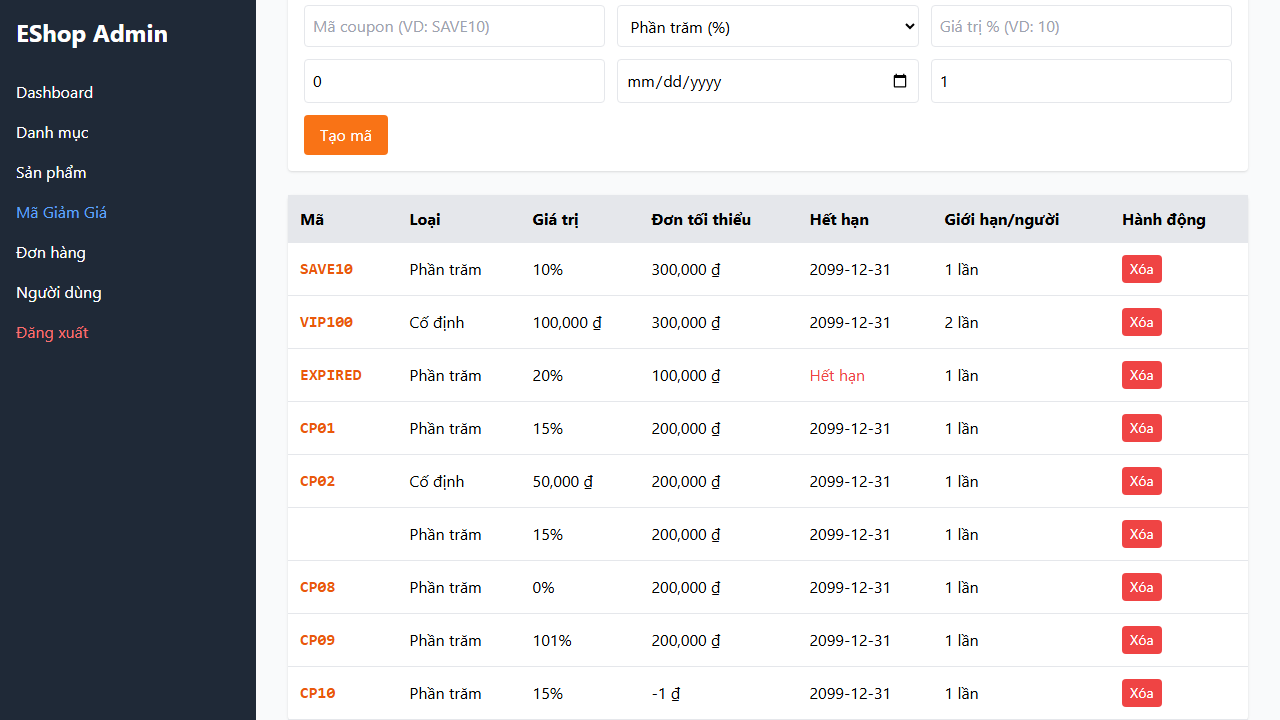 EShop Admin
Dashboard
Danh mục
Sản phẩm
Mã Giảm Giá
Đơn hàng
Người dùng
Đăng xuất
Mã coupon (VD: SAVE10) Phần trăm (%) Giá trị % (VD: 10)
0 mm/dd/yyyy 1
Tạo mã
Mã Loại Giá trị Đơn tối thiểu Hết hạn Giới hạn/người Hành động
SAVE10 Phần trăm 10% 300,000 ₫ 2099-12-31 1 lần Xóa
VIP100 Cố định 100,000 ₫ 300,000 ₫ 2099-12-31 2 lần Xóa
EXPIRED Phần trăm 20% 100,000 ₫ Hết hạn 1 lần Xóa
CP01 Phần trăm 15% 200,000 ₫ 2099-12-31 1 lần Xóa
CP02 Cố định 50,000 ₫ 200,000 ₫ 2099-12-31 1 lần Xóa
Phần trăm 15% 200,000 ₫ 2099-12-31 1 lần Xóa
CP08 Phần trăm 0% 200,000 ₫ 2099-12-31 1 lần Xóa
CP09 Phần trăm 101% 200,000 ₫ 2099-12-31 1 lần Xóa
CP10 Phần trăm 15% -1 ₫ 2099-12-31 1 lần Xóa